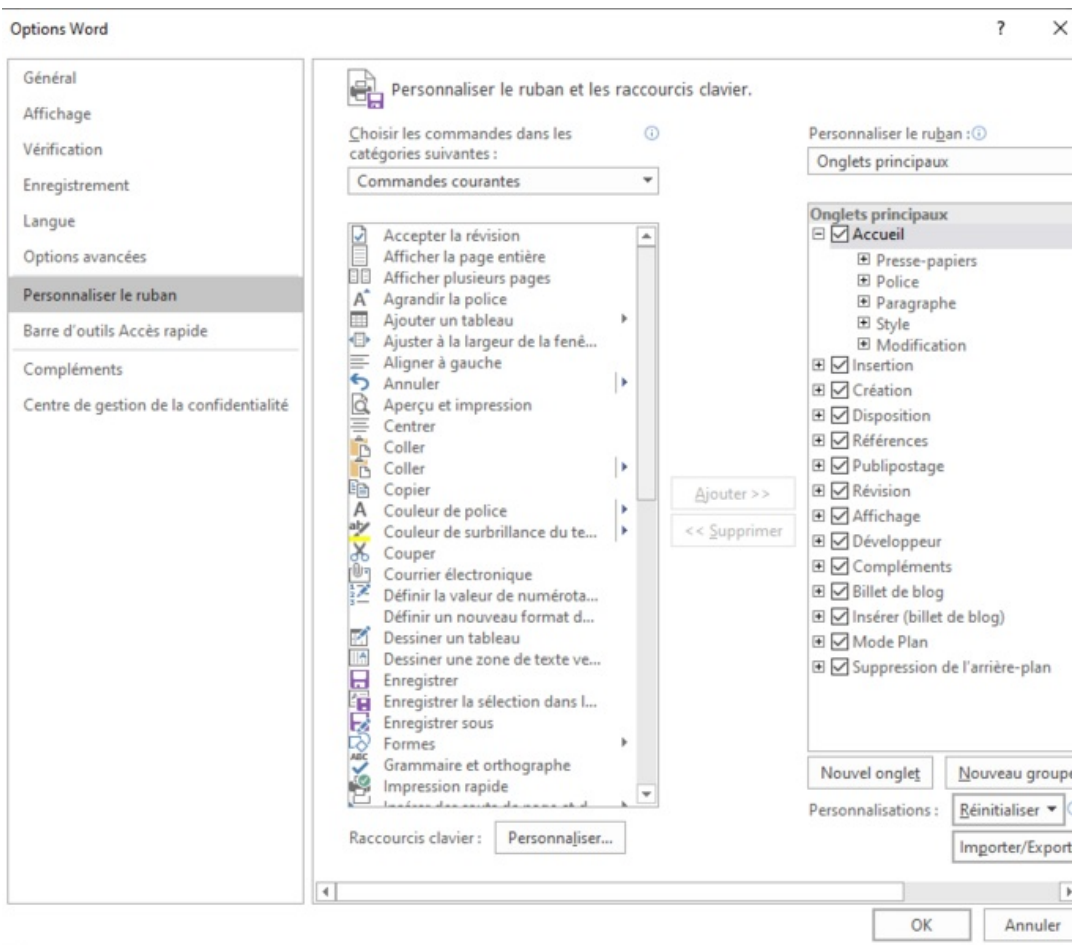 Options Word
?
Général
Affichage
Vérification
Enregistrement
Langue
Options avancées
Personnaliser le ruban
Barre d'outils Accès rapide
Compléments
Centre de gestion de la confidentialité
Personnaliser le ruban et les raccourcis clavier.
Choisir les commandes dans les
catégories suivantes :
Commandes courantes
Accepter la révision
Afficher la page entière
Afficher plusieurs pages
Agrandir la police
Ajouter un tableau
Ajuster à la largeur de la fenê...
Aligner à gauche
Annuler
Aperçu et impression
Centrer
Coller
Coller
Copier
Couleur de police
Couleur de surbrillance du te...
Couper
Courrier électronique
Définir la valeur de numérota...
Définir un nouveau format d...
Dessiner un tableau
Dessiner une zone de texte ve...
Enregistrer
Enregistrer la sélection dans l...
Enregistrer sous
Formes
Grammaire et orthographe
Impression rapide
Raccourcis clavier :
Personnaliser...
Ajouter >>
<< Supprimer
Personnaliser le ruban :
Onglets principaux
Onglets principaux
Accueil
Presse-papiers
Police
Paragraphe
Style
Modification
Insertion
Création
Disposition
Références
Publipostage
Révision
Affichage
Développeur
Compléments
Billet de blog
Insérer (billet de blog)
Mode Plan
Suppression de l'arrière-plan
Nouvel onglet
Nouveau groupe
Personnalisations :
Réinitialiser
Importer/Export
OK
Annuler